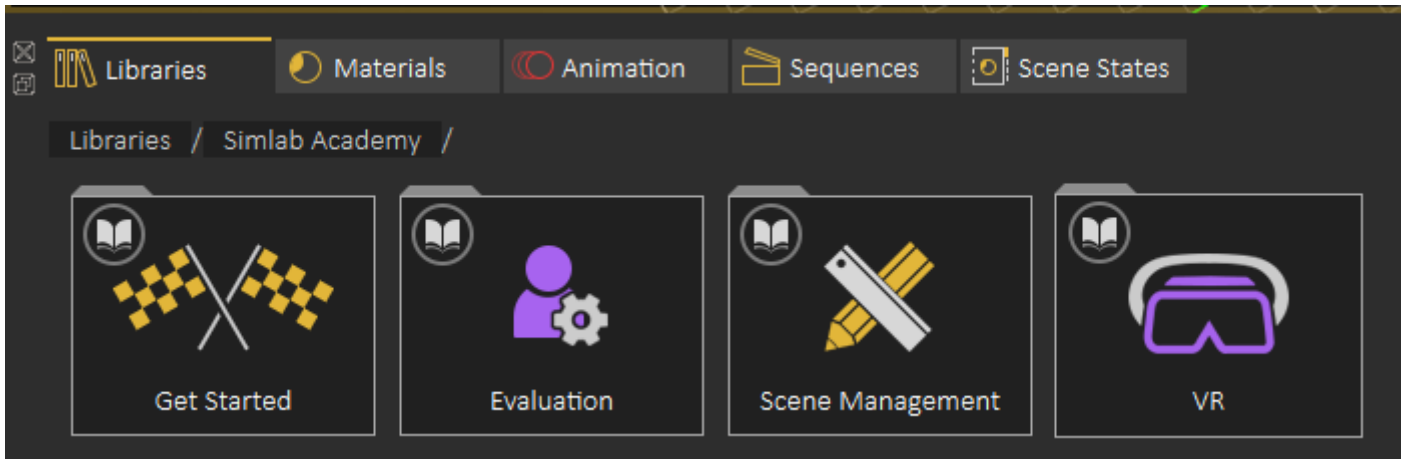 Libraries Materials Animation Sequences Scene States
Libraries / Simlab Academy /
Get Started Evaluation Scene Management VR